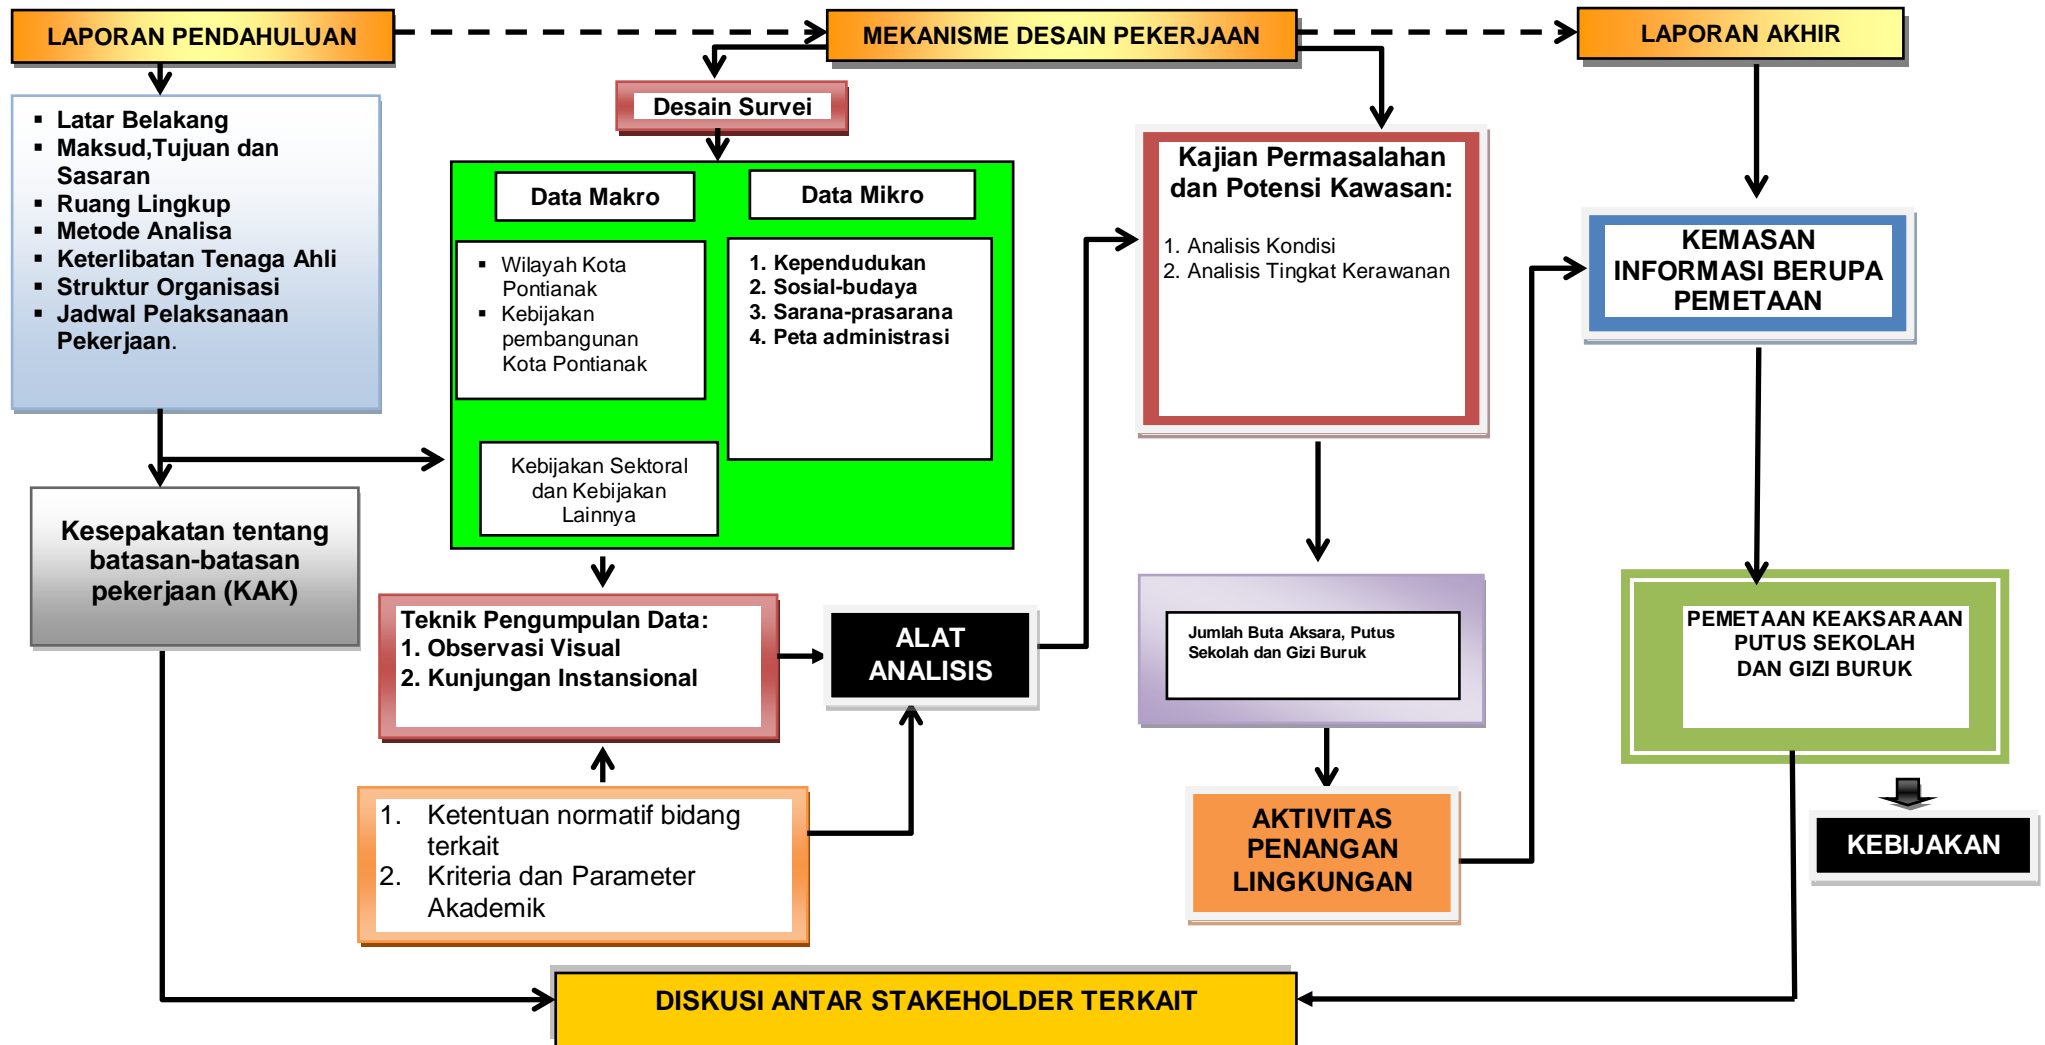 LAPORAN PENDAHULUAN
MEKANISME DESAIN PEKERJAAN
LAPORAN AKHIR
▪ Latar Belakang
▪ Maksud,Tujuan dan
Sasaran
▪ Ruang Lingkup
▪ Metode Analisa
▪ Keterlibatan Tenaga Ahli
▪ Struktur Organisasi
▪ Jadwal Pelaksanaan
Pekerjaan.
Kesepakatan tentang
batasan-batasan
pekerjaan (KAK)
Desain Survei
Data Makro
▪ Wilayah Kota
Pontianak
▪ Kebijakan
pembangunan
Kota Pontianak
Kebijakan Sektoral
dan Kebijakan
Lainnya
Data Mikro
1. Kependudukan
2. Sosial-budaya
3. Sarana-prasarana
4. Peta administrasi
Teknik Pengumpulan Data:
1. Observasi Visual
2. Kunjungan Instansional
1. Ketentuan normatif bidang
terkait
2. Kriteria dan Parameter
Akademik
ALAT
ANALISIS
Kajian Permasalahan
dan Potensi Kawasan:
1. Analisis Kondisi
2. Analisis Tingkat Kerawanan
Jumlah Buta Aksara, Putus
Sekolah dan Gizi Buruk
AKTIVITAS
PENANGAN
LINGKUNGAN
KEMASAN
INFORMASI BERUPA
PEMETAAN
PEMETAAN KEAKSARAAN
PUTUS SEKOLAH
DAN GIZI BURUK
KEBIJAKAN
DISKUSI ANTAR STAKEHOLDER TERKAIT